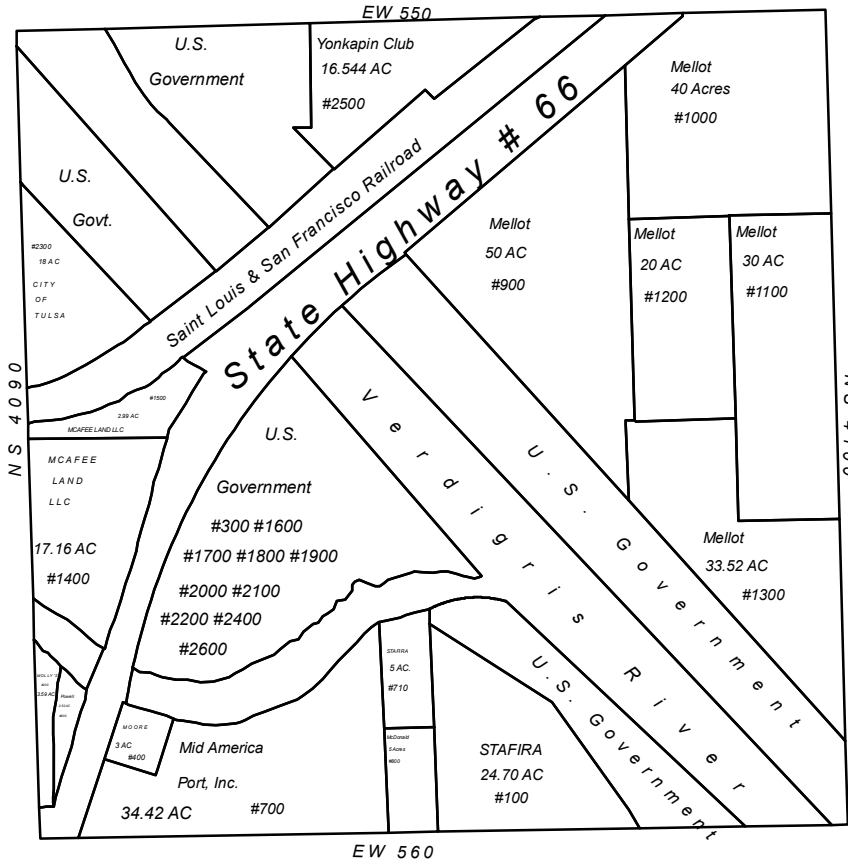 EW 550
U.S.
Government
Yonkapin Club
16.544 AC
#2500
Mellot
40 Acres
#1000
U.S.
Govt.
#2300
18 A C
CITY
OF
TULSA
Saint Louis & San Francisco Railroad
State Highway # 66
Mellot
50 AC
#900
Mellot
20 AC
#1200
Mellot
30 AC
#1100
NS 4090
NS 4100
#1500
2.99 AC
MCAFEE LAND LLC
MCAFEE
LAND
LLC
17.16 AC
#1400
U.S.
Government
#300 #1600
#1700 #1800 #1900
#2000 #2100
#2200 #2400
#2600
Verdigris River
U.S. Government
Mellot
33.52 AC
#1300
3.59 AC
Powell
STAFIRA
5 AC.
#710
U.S. Government
MOORE
3 AC
#400
Mid America
Port, Inc.
34.42 AC
#700
McDonald
5 Acres
#800
STAFIRA
24.70 AC
#100
EW 560